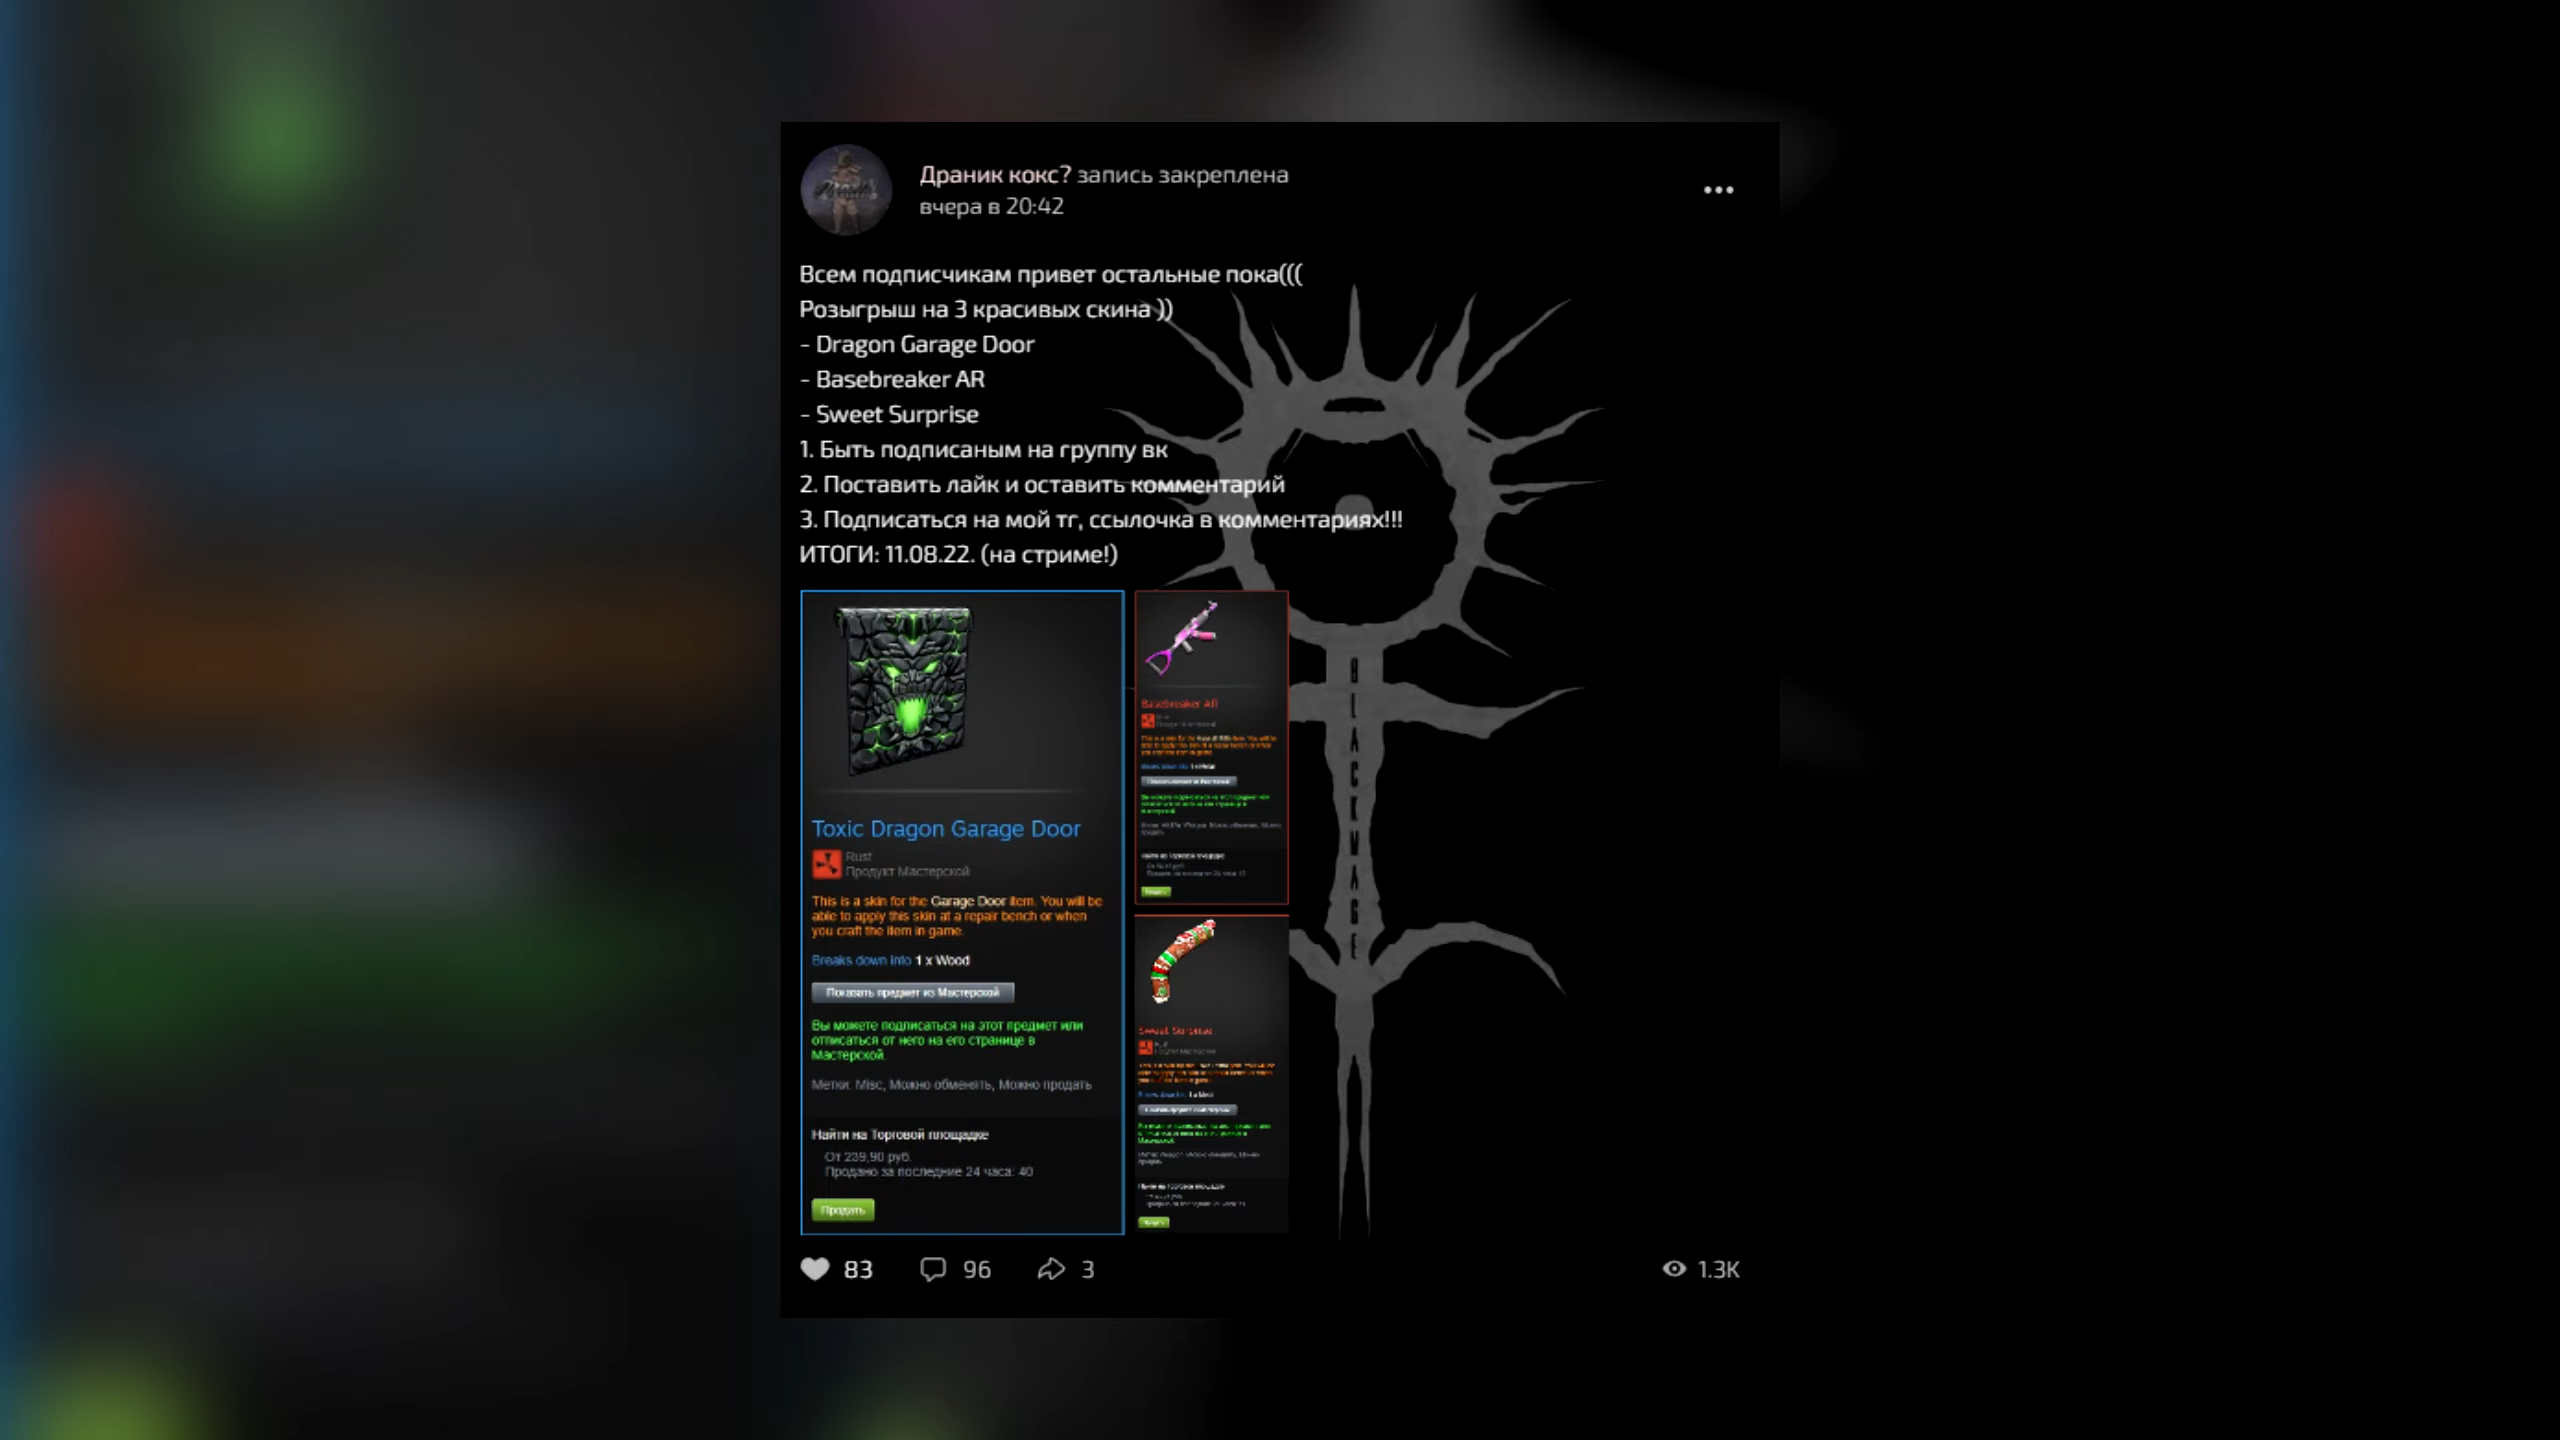 Драник кокс? запись закреплена
вчера в 20:42
Всем подписчикам привет остальные пока(((
Розыгрыш на 3 красивых скина ))
- Dragon Garage Door
- Basebreaker AR
- Sweet Surprise
1. Быть подписаным на группу вк
2. Поставить лайк и оставить комментарий
3. Подписаться на мой тг, ссылочка в комментариях!!!
ИТОГИ: 11.08.22. (на стриме!)
Toxic Dragon Garage Door
Rust
Продукт Мастерской
This is a skin for the Garage Door item. You will be
able to apply this skin at a repair bench or when
you craft the item in game.
Breaks down into 1 x Wood
Показать предмет из Мастерской
Вы можете подписаться на этот предмет или
отписаться от него на его странице в
Мастерской.
Метки: Misc, Можно обменять, Можно продать
Найти на Торговой площадке
От 239,90 руб.
Продано за последние 24 часа: 40
Продать
Basebreaker AR
Sweet Surprise
BLACKWAGE
83
96
3
1.3K